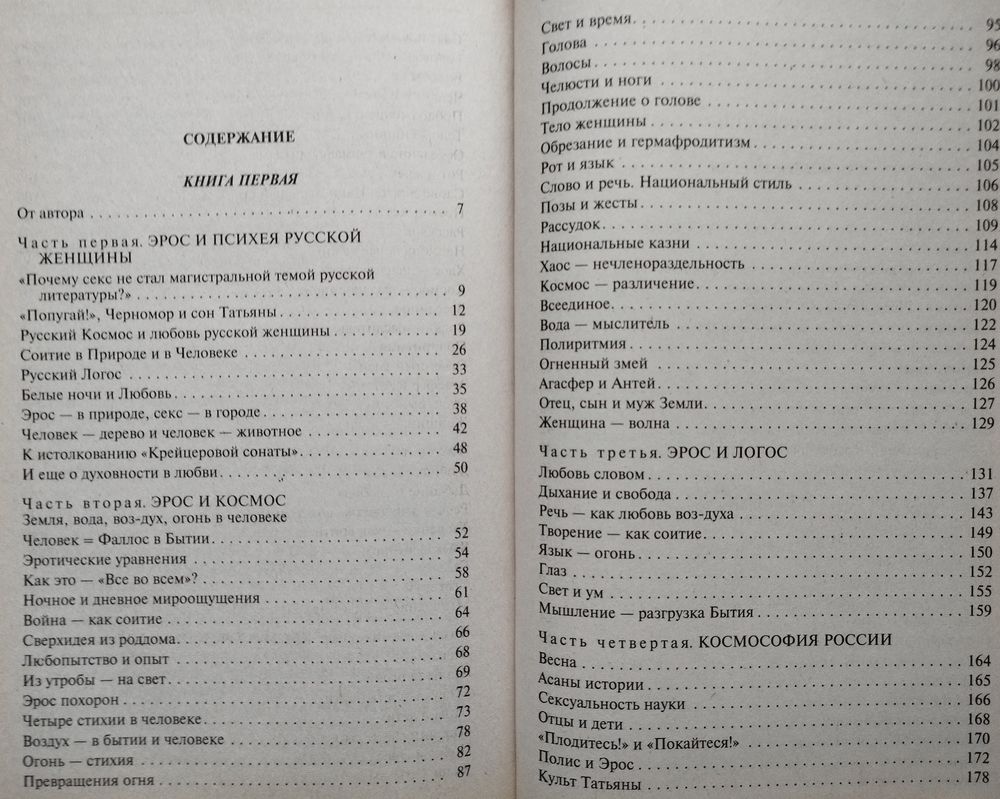 СОДЕРЖАНИЕ
КНИГА ПЕРВАЯ
От автора . . . . . . . . . . 7
Часть первая. ЭРОС И ПСИХЕЯ РУССКОЙ
ЖЕНЩИНЫ
«Почему секс не стал магистральной темой русской
литературы?» . . . . . . . . . . 9
«Попугай!», Черномор и сон Татьяны . . . . . . . . . . 12
Русский Космос и любовь русской женщины . . . . . . . . . . 19
Соитие в Природе и в Человеке . . . . . . . . . . 26
Русский Логос . . . . . . . . . . 33
Белые ночи и Любовь . . . . . . . . . . 35
Эрос — в природе, секс — в городе . . . . . . . . . . 38
Человек — дерево и человек — животное . . . . . . . . . . 42
К истолкованию «Крейцеровой сонаты» . . . . . . . . . . 48
И еще о духовности в любви . . . . . . . . . . 50
Часть вторая. ЭРОС И КОСМОС
Земля, вода, воз-дух, огонь в человеке
Человек = Фаллос в Бытии . . . . . . . . . . 52
Эротические уравнения . . . . . . . . . . 54
Как это — «Все во всем»? . . . . . . . . . . 58
Ночное и дневное мироощущения . . . . . . . . . . 61
Война — как соитие . . . . . . . . . . 64
Сверхидея из роддома . . . . . . . . . . 66
Любопытство и опыт . . . . . . . . . . 68
Из утробы — на свет . . . . . . . . . . 69
Эрос похорон . . . . . . . . . . 72
Четыре стихии в человеке . . . . . . . . . . 73
Воздух — в бытии и человеке . . . . . . . . . . 78
Огонь — стихия . . . . . . . . . . 82
Превращения огня . . . . . . . . . . 87
Свет и время . . . . . . . . . . 95
Голова . . . . . . . . . . 96
Волосы . . . . . . . . . . 98
Челюсти и ноги . . . . . . . . . . 100
Продолжение о голове . . . . . . . . . . 101
Тело женщины . . . . . . . . . . 102
Обрезание и гермафродитизм . . . . . . . . . . 104
Рот и язык . . . . . . . . . . 105
Слово и речь. Национальный стиль . . . . . . . . . . 106
Позы и жесты . . . . . . . . . . 108
Рассудок . . . . . . . . . . 109
Национальные казни . . . . . . . . . . 114
Хаос — нечленораздельность . . . . . . . . . . 117
Космос — различение . . . . . . . . . . 119
Всеединое . . . . . . . . . . 120
Вода — мыслитель . . . . . . . . . . 122
Полиритмия . . . . . . . . . . 124
Огненный змей . . . . . . . . . . 125
Агасфер и Антей . . . . . . . . . . 126
Отец, сын и муж Земли . . . . . . . . . . 127
Женщина — волна . . . . . . . . . . 129
Часть третья. ЭРОС И ЛОГОС
Любовь словом . . . . . . . . . . 131
Дыхание и свобода . . . . . . . . . . 137
Речь — как любовь воз-духа . . . . . . . . . . 143
Творение — как соитие . . . . . . . . . . 149
Язык — огонь . . . . . . . . . . 150
Глаз . . . . . . . . . . 152
Свет и ум . . . . . . . . . . 155
Мышление — разгрузка Бытия . . . . . . . . . . 159
Часть четвертая. КОСМОСОФИЯ РОССИИ
Весна . . . . . . . . . . 164
Асаны истории . . . . . . . . . . 165
Сексуальность науки . . . . . . . . . . 166
Отцы и дети . . . . . . . . . . 168
«Плодитесь!» и «Покайтеся!» . . . . . . . . . . 170
Полис и Эрос . . . . . . . . . . 172
Культ Татьяны . . . . . . . . . . 178